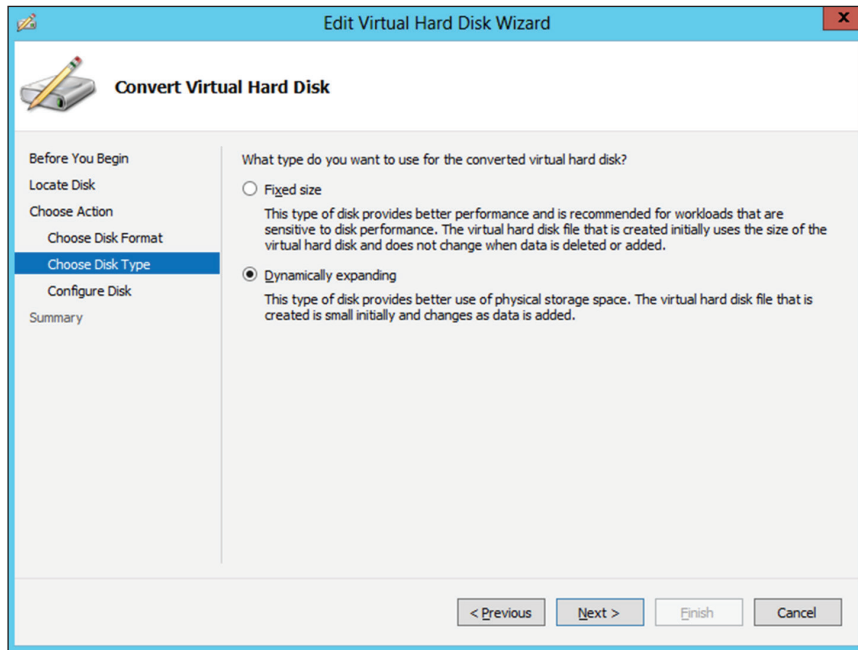 Edit Virtual Hard Disk Wizard
x
Convert Virtual Hard Disk
Before You Begin
Locate Disk
Choose Action
Choose Disk Format
Choose Disk Type
Configure Disk
Summary
What type do you want to use for the converted virtual hard disk?
Fixed size
This type of disk provides better performance and is recommended for workloads that are
sensitive to disk performance. The virtual hard disk file that is created initially uses the size of the
virtual hard disk and does not change when data is deleted or added.
Dynamically expanding
This type of disk provides better use of physical storage space. The virtual hard disk file that is
created is small initially and changes as data is added.
< Previous
Next >
Finish
Cancel